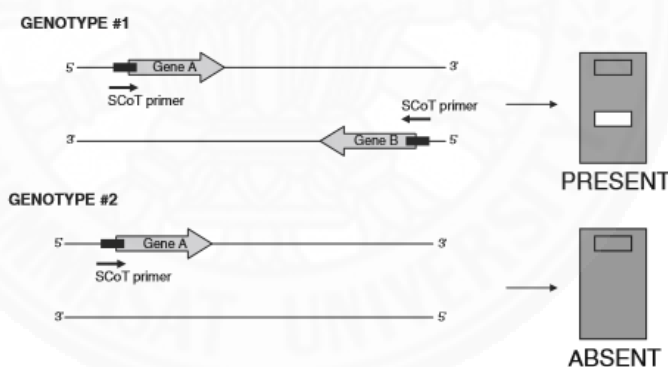 GENOTYPE #1
5' Gene A 3'
SCoT primer
SCoT primer
3' Gene B 5'
PRESENT
GENOTYPE #2
5' Gene A 3'
SCoT primer
3' 5'
ABSENT
UNIVERSITY